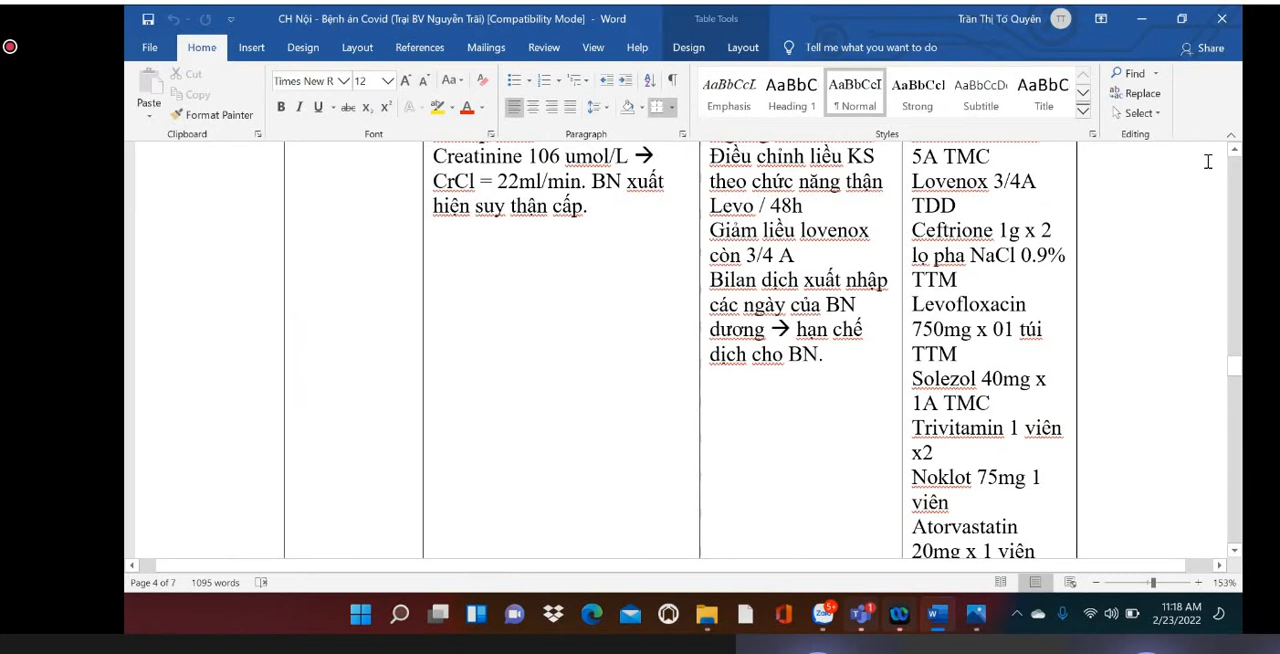 CH Nội - Bệnh án Covid (Trại BV Nguyễn Trãi) [Compatibility Mode] - Word
Table Tools
Trần Thị Tố Quyên
TT
File
Home
Insert
Design
Layout
References
Mailings
Review
View
Help
Design
Layout
Tell me what you want to do
Share
Paste
Cut
Copy
Format Painter
Clipboard
Times New R
12
Aa
B I U abc x₂ x²
A
Font
Paragraph
AaBbCcL
Emphasis
AaBbC
Heading 1
AaBbCcI
¶ Normal
AaBbCcl
Strong
AaBbCcD
Subtitle
AaBbC
Title
Styles
Find
Replace
Select
Editing
Creatinine 106 umol/L →
CrCl = 22ml/min. BN xuất
hiện suy thận cấp.
Điều chỉnh liều KS
theo chức năng thận
Levo / 48h
Giảm liều lovenox
còn 3/4 A
Bilan dịch xuất nhập
các ngày của BN
dương → hạn chế
dịch cho BN.
5A TMC
Lovenox 3/4A
TDD
Ceftrione 1g x 2
lọ pha NaCl 0.9%
TTM
Levofloxacin
750mg x 01 túi
TTM
Solezol 40mg x
1A TMC
Trivitamin 1 viên
x2
Noklot 75mg 1
viên
Atorvastatin
20mg x 1 viên
Page 4 of 7
1095 words
153%
5+
1
11:18 AM
2/23/2022